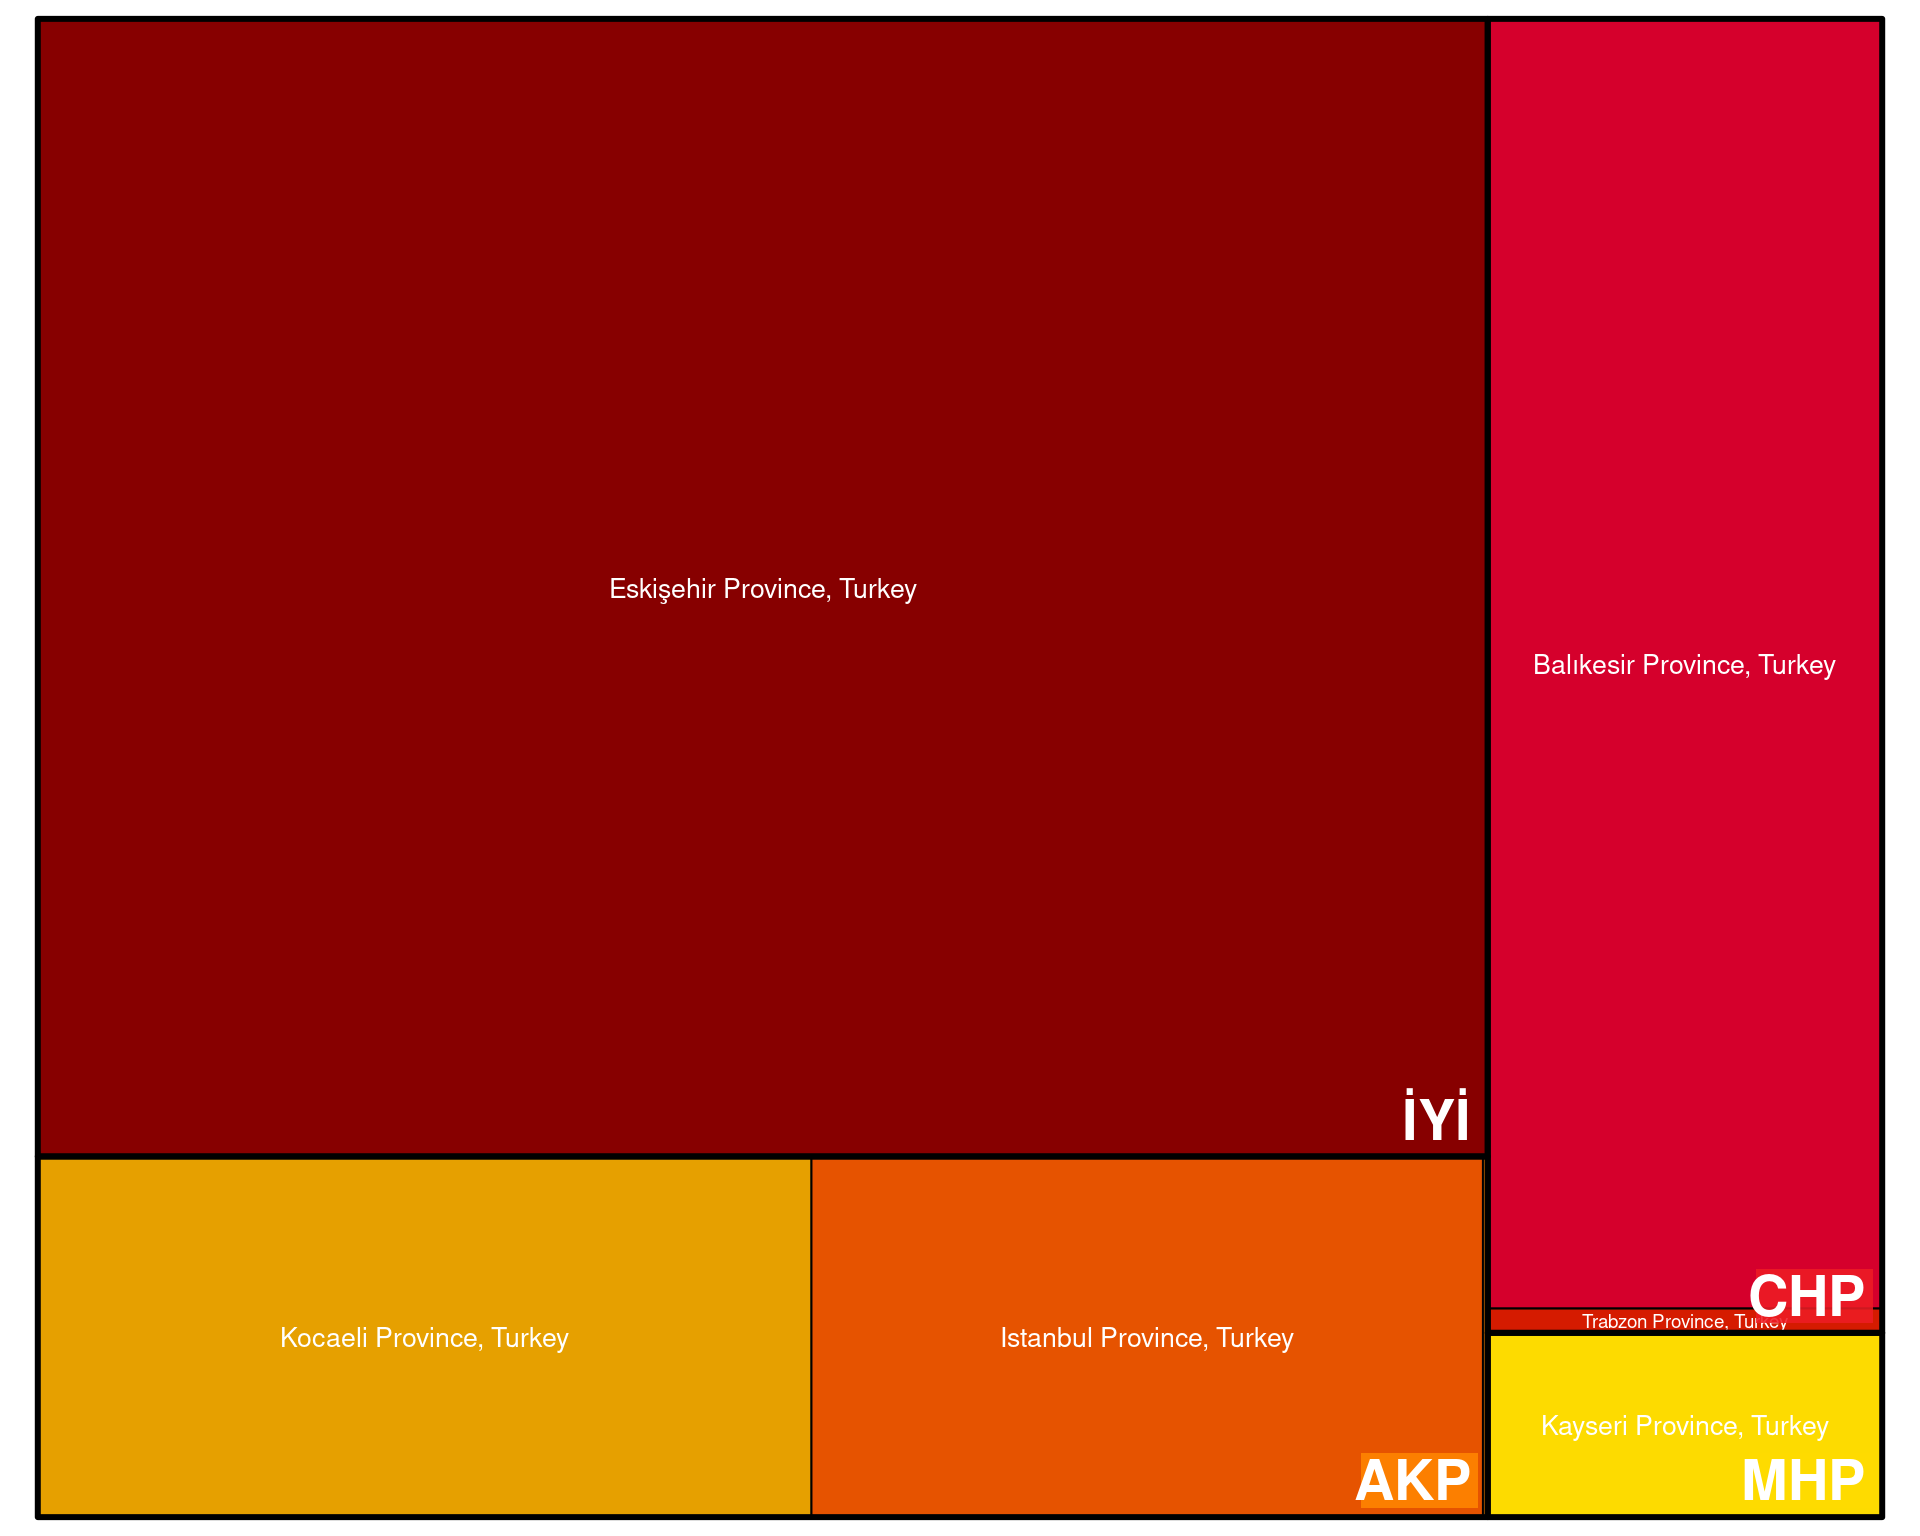 Eskişehir Province, Turkey
İYİ
Balıkesir Province, Turkey
CHP
Trabzon Province, Turkey
Kocaeli Province, Turkey
Istanbul Province, Turkey
AKP
Kayseri Province, Turkey
MHP